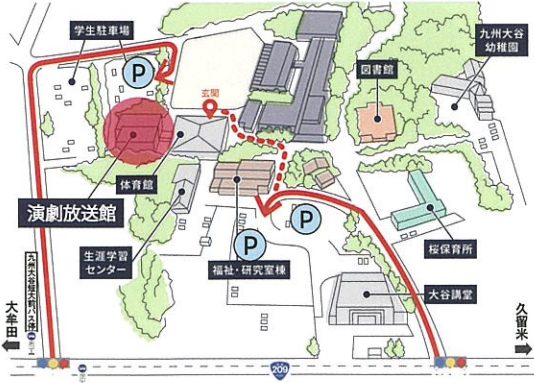 学生駐車場
九州大谷
幼稚園
図書館
P
玄関
体育館
演劇放送館
生涯学習
センター
P
P
福祉・研究室棟
桜保育所
大谷講堂
九州大谷短大前バス停
大牟田
久留米
209